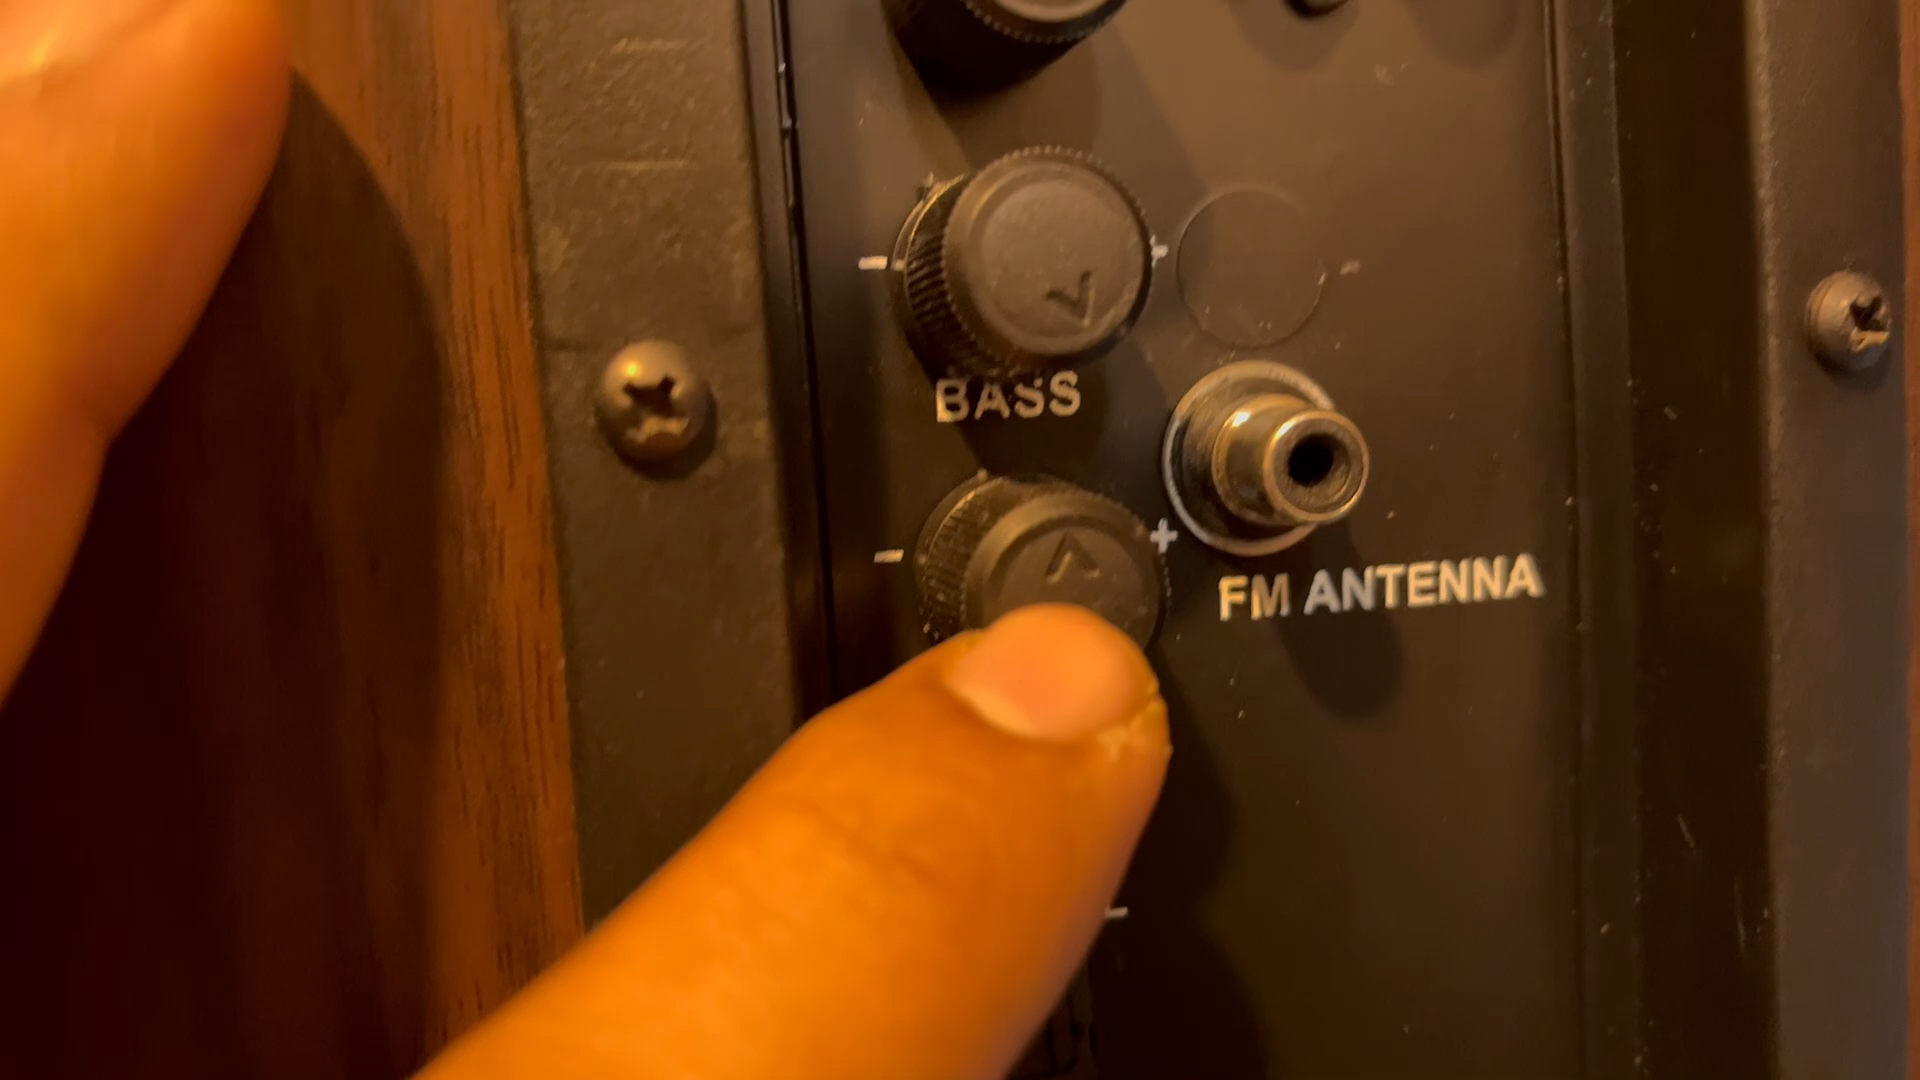 - +
BASS
- +
FM ANTENNA